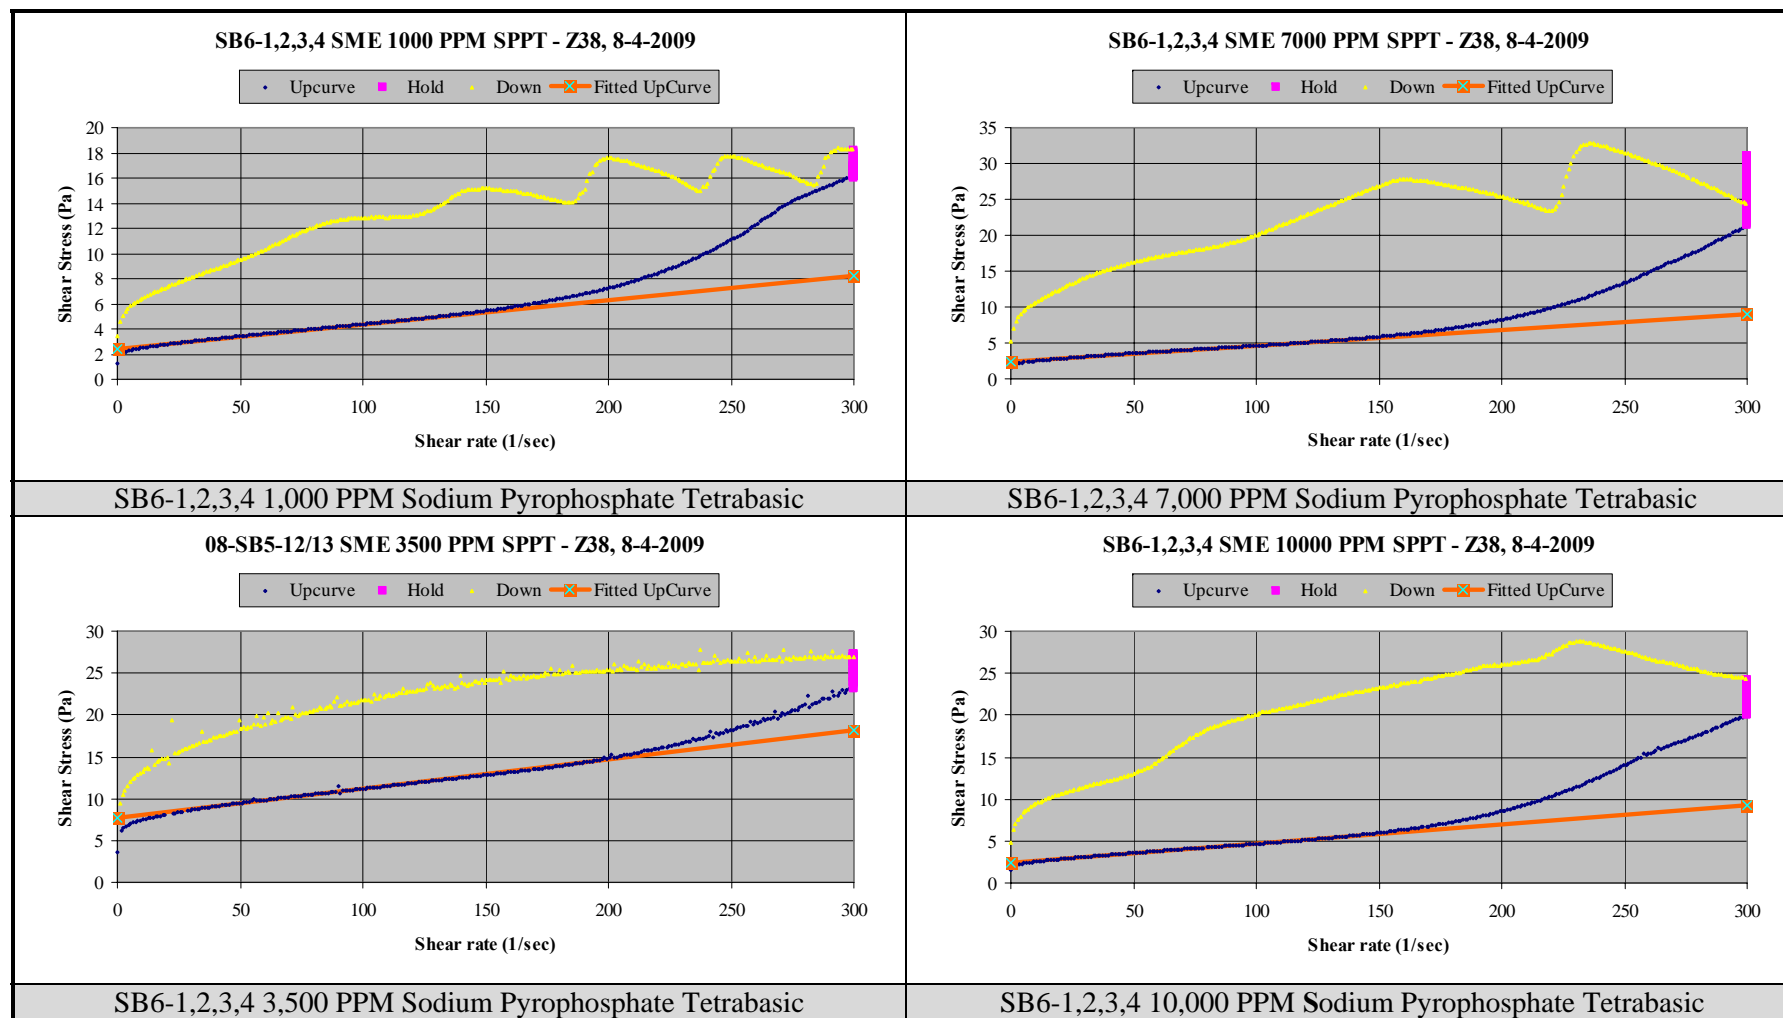 SB6-1,2,3,4 SME 1000 PPM SPPT - Z38, 8-4-2009
Upcurve Hold Down Fitted UpCurve
Shear Stress (Pa)
20
18
16
14
12
10
8
6
4
2
0
0 50 100 150 200 250 300
Shear rate (1/sec)
SB6-1,2,3,4 1,000 PPM Sodium Pyrophosphate Tetrabasic
SB6-1,2,3,4 SME 7000 PPM SPPT - Z38, 8-4-2009
Upcurve Hold Down Fitted UpCurve
Shear Stress (Pa)
35
30
25
20
15
10
5
0
0 50 100 150 200 250 300
Shear rate (1/sec)
SB6-1,2,3,4 7,000 PPM Sodium Pyrophosphate Tetrabasic
08-SB5-12/13 SME 3500 PPM SPPT - Z38, 8-4-2009
Upcurve Hold Down Fitted UpCurve
Shear Stress (Pa)
30
25
20
15
10
5
0
0 50 100 150 200 250 300
Shear rate (1/sec)
SB6-1,2,3,4 3,500 PPM Sodium Pyrophosphate Tetrabasic
SB6-1,2,3,4 SME 10000 PPM SPPT - Z38, 8-4-2009
Upcurve Hold Down Fitted UpCurve
Shear Stress (Pa)
30
25
20
15
10
5
0
0 50 100 150 200 250 300
Shear rate (1/sec)
SB6-1,2,3,4 10,000 PPM Sodium Pyrophosphate Tetrabasic